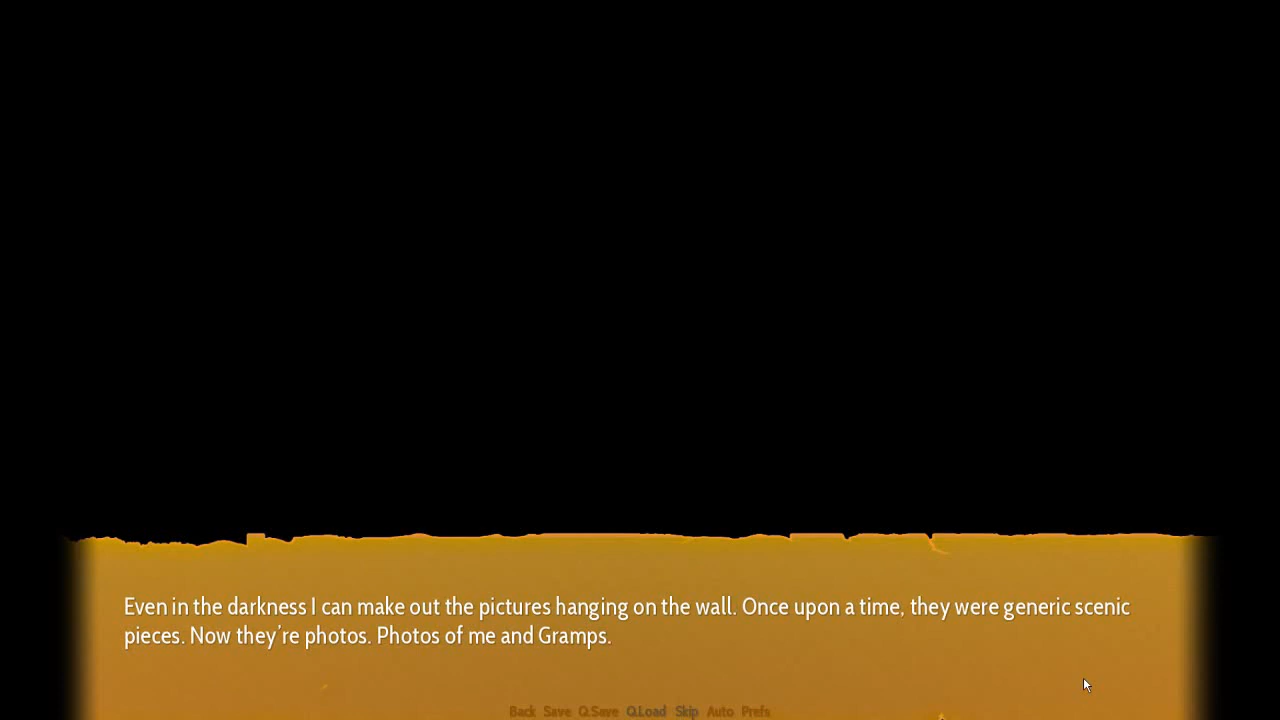 Even in the darkness I can make out the pictures hanging on the wall. Once upon a time, they were generic scenic
pieces. Now they're photos. Photos of me and Gramps.
Back Save Q.Save Q.Load Skip Auto Prefs